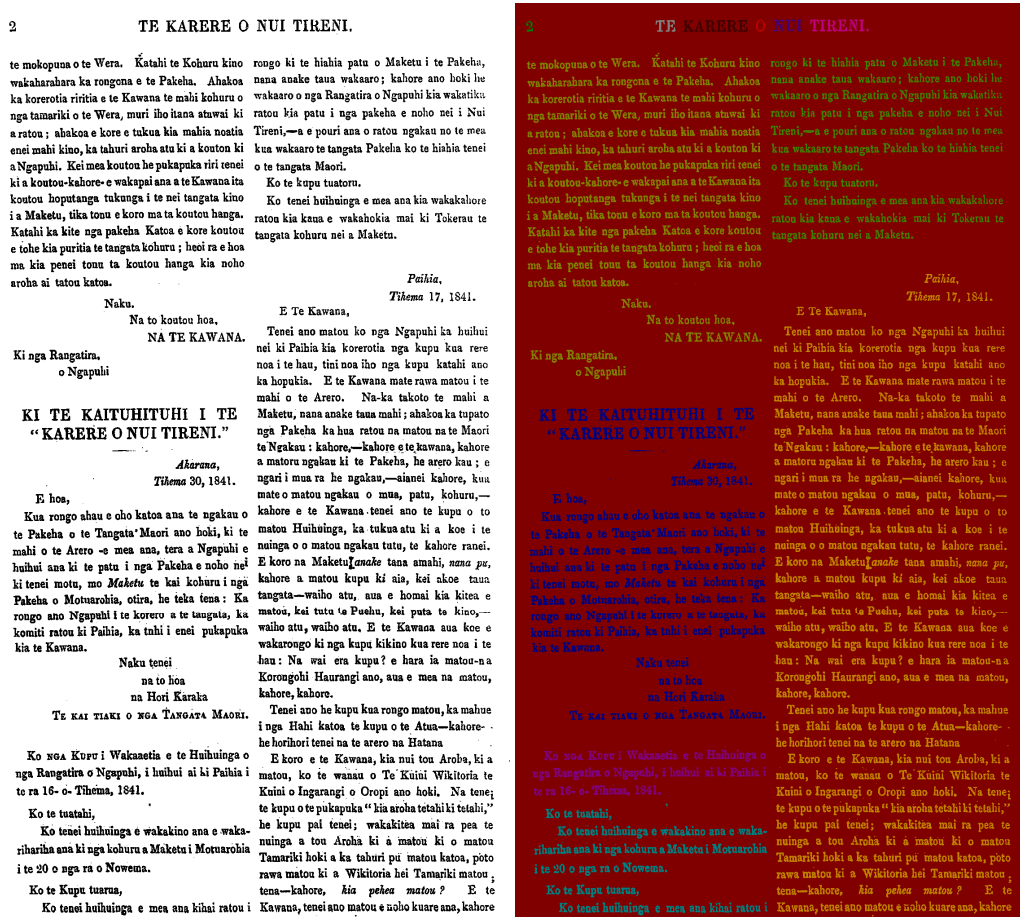 2
TE KARERE O NUI TIRENI.
te mokopuna o te Wera. Katahi te Kohuru kino
wakaharahara ka rongona e te Pakeha. Ahakoa
ka korerotia riritia e te Kawana te mahi kohuru o
nga tamariki o te Wera, muri iho itana atuwai ki
a ratou; ahakoa e kore e tukua kia mahia noatia
enei mahi kino, ka tahuri aroha atu ki a kouton ki
a Ngapuhi. Kei mea koutou he pukapuka riri tenei
ki a koutou-kahore- e wakapai ana a te Kawana ita
koutou hoputanga tukunga i te nei tangata kino
i a Maketu, tika tonu e koro ma ta koutou hanga.
Katahi ka kite nga pakeha Katoa e kore koutou
e tohe kia puritia te tangata kohuru; heoi ra e hoa
ma kia penei tonu ta koutou hanga kia noho
aroha ai tatou katoa.
Naku.
Na to koutou hoa,
NA TE KAWANA.
Ki nga Rangatira,
o Ngapuhi
KI TE KAITUHITUHI I TE
"KARERE O NUI TIRENI."
Akarana,
Tihema 30, 1841.
E hoa,
Kua rongo ahau e oho katoa ana te ngakau o
te Pakeha o te Tangata Maori ano hoki, ki te
mahi o te Arero -e mea ana, tera a Ngapuhi e
huihui ana ki te patu i nga Pakeha e noho nei
ki tenei motu, mo Maketu te kai kohuru i nga
Pakeha o Motuarohia, otira, he teka tena: Ka
rongo ano Ngapuhi i te korero a te tangata, ka
komiti ratou ki Paihia, ka tuhi i enei pukapuka
kia te Kawana.
Naku tenei
na to hoa
na Hori Karaka
TE KAI TIAKI O NGA TANGATA MAORI.
KO NGA KUPU i Wakaaetia e te Huihuinga o
nga Rangatira o Ngapuhi, i huihui ai ki Paihia i
te ra 16- o- Tihema, 1841.
Ko te tuatahi,
Ko tenei huihuinga e wakakino ana e waka-
rihariha ana ki nga kohuru a Maketu i Motuarohia
i te 20 o nga ra o Nowema.
Ko te Kupu tuarua,
Ko tenei huihuinga e mea ana kihai ratou i
rongo ki te hiahia patu o Maketu i te Pakeha,
nana anake taua wakaaro; kahore ano hoki he
wakaaro o nga Rangatira o Ngapuhi kia wakatika
ratou kia patu i nga pakeha e noho nei i Nui
Tireni,—a e pouri ana o ratou ngakau no te mea
kua wakaaro te tangata Pakeha ko te hiahia tenei
o te tangata Maori.
Ko te kupu tuatoru.
Ko tenei huihuinga e mea ana kia wakakahore
ratou kia kaua e wakahokia mai ki Tokerau te
tangata kohuru nei a Maketu.
Paihia,
Tihema 17, 1841.
E Te Kawana,
Tenei ano matou ko nga Ngapuhi ka huihui
nei ki Paihia kia korerotia nga kupu kua rere
noa i te hau, tini noa iho nga kupu katahi ano
ka hopukia. E te Kawana mate rawa matou i te
mahi o te Arero. Na-ka takoto te mahi a
Maketu, nana anake taua mahi; ahakoa ka tupato
nga Pakeha ka hua ratou na matou na te Maori
te Ngakau: kahore,—kahore e te kawana, kahore
a matoru ngakau ki te Pakeha, he arero kau; e
ngari i mua ra he ngakau,—aianei kahore, kua
mate o matou ngakau o mua, patu, kohuru,—
kahore e te Kawana tenei ano te kupu o to
matou Huihuinga, ka tukua atu ki a koe i te
nuinga o o matou ngakau tutu, te kahore ranei.
E koro na Maketu anake tana amahi, nana pu,
kahore a matou kupu ki aia, kei akoe taua
tangata—waiho atu, aua e homai kia kitea e
matou, kei tutu te Puehu, kei puta te kino,—
waiho atu, waiho atu. E te Kawana aua koe e
wakarongo ki nga kupu kikino kua rere noa i te
hau: Na wai era kupu? e hara ia matou-na
Korongohi Haurangi ano, aua e mea na matou,
kahore, kahore.
Tenei ano he kupu kua rongo matou, ka mahue
i nga Hahi katoa te kupu o te Atua—kahore-
he horihori tenei na te arero na Hatana
E koro e te Kawana, kia nui tou Aroba, ki a
matou, ko te wanau o Te Kuini Wikitoria te
Kuini o Ingarangi o Oropi ano hoki. Na tenei
te kupu o te pukapuka "kia aroha tetahi ki tetahi,"
he kupu pai tenei; wakakitea mai ra pea te
nuinga a tou Aroha ki a matou ki o matou
Tamariki hoki a ka tahuri pu matou katoa, poto
rawa matou ki a Wikitoria hei Tamariki matou;
tena—kahore, kia pehea matou? E te
Kawana, tenei ano matou e noho kuare ana, kahore